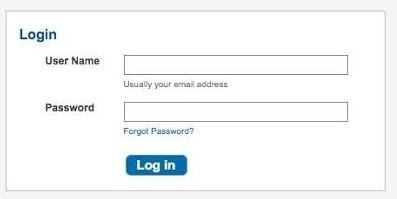 Login
User Name
Usually your email address
Password
Forgot Password?
Log in